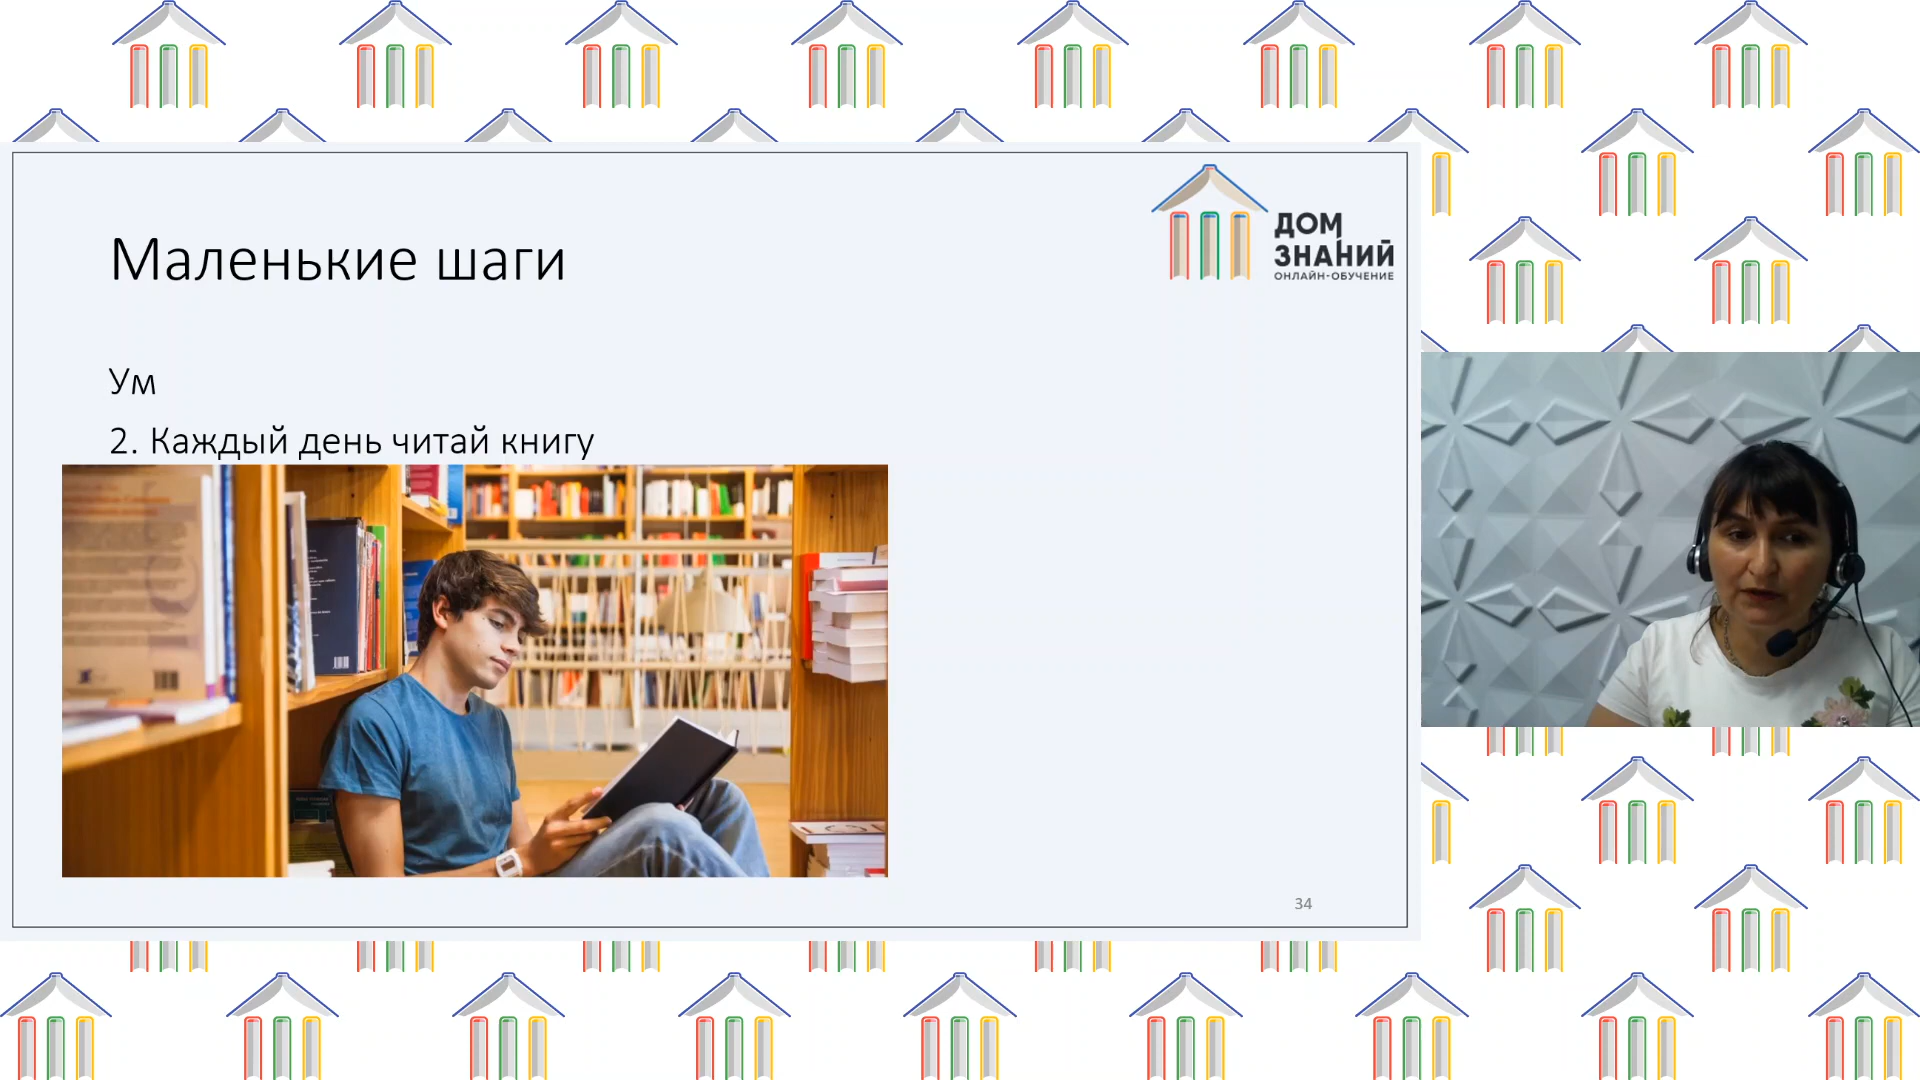 Маленькие шаги
ДОМ
ЗНАНИЙ
ОНЛАЙН-ОБУЧЕНИЕ
Ум
2. Каждый день читай книгу
34